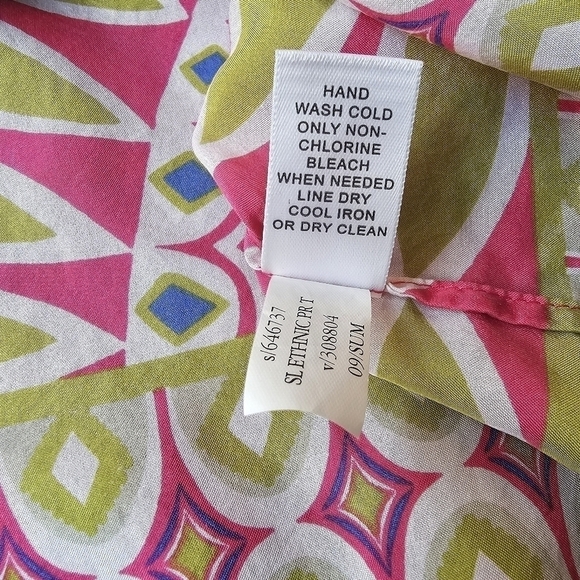 HAND
WASH COLD
ONLY NON-
CHLORINE
BLEACH
WHEN NEEDED
LINE DRY
COOL IRON
OR DRY CLEAN
s/646737
SL ETHNIC PRT
v/308804
09/SUM